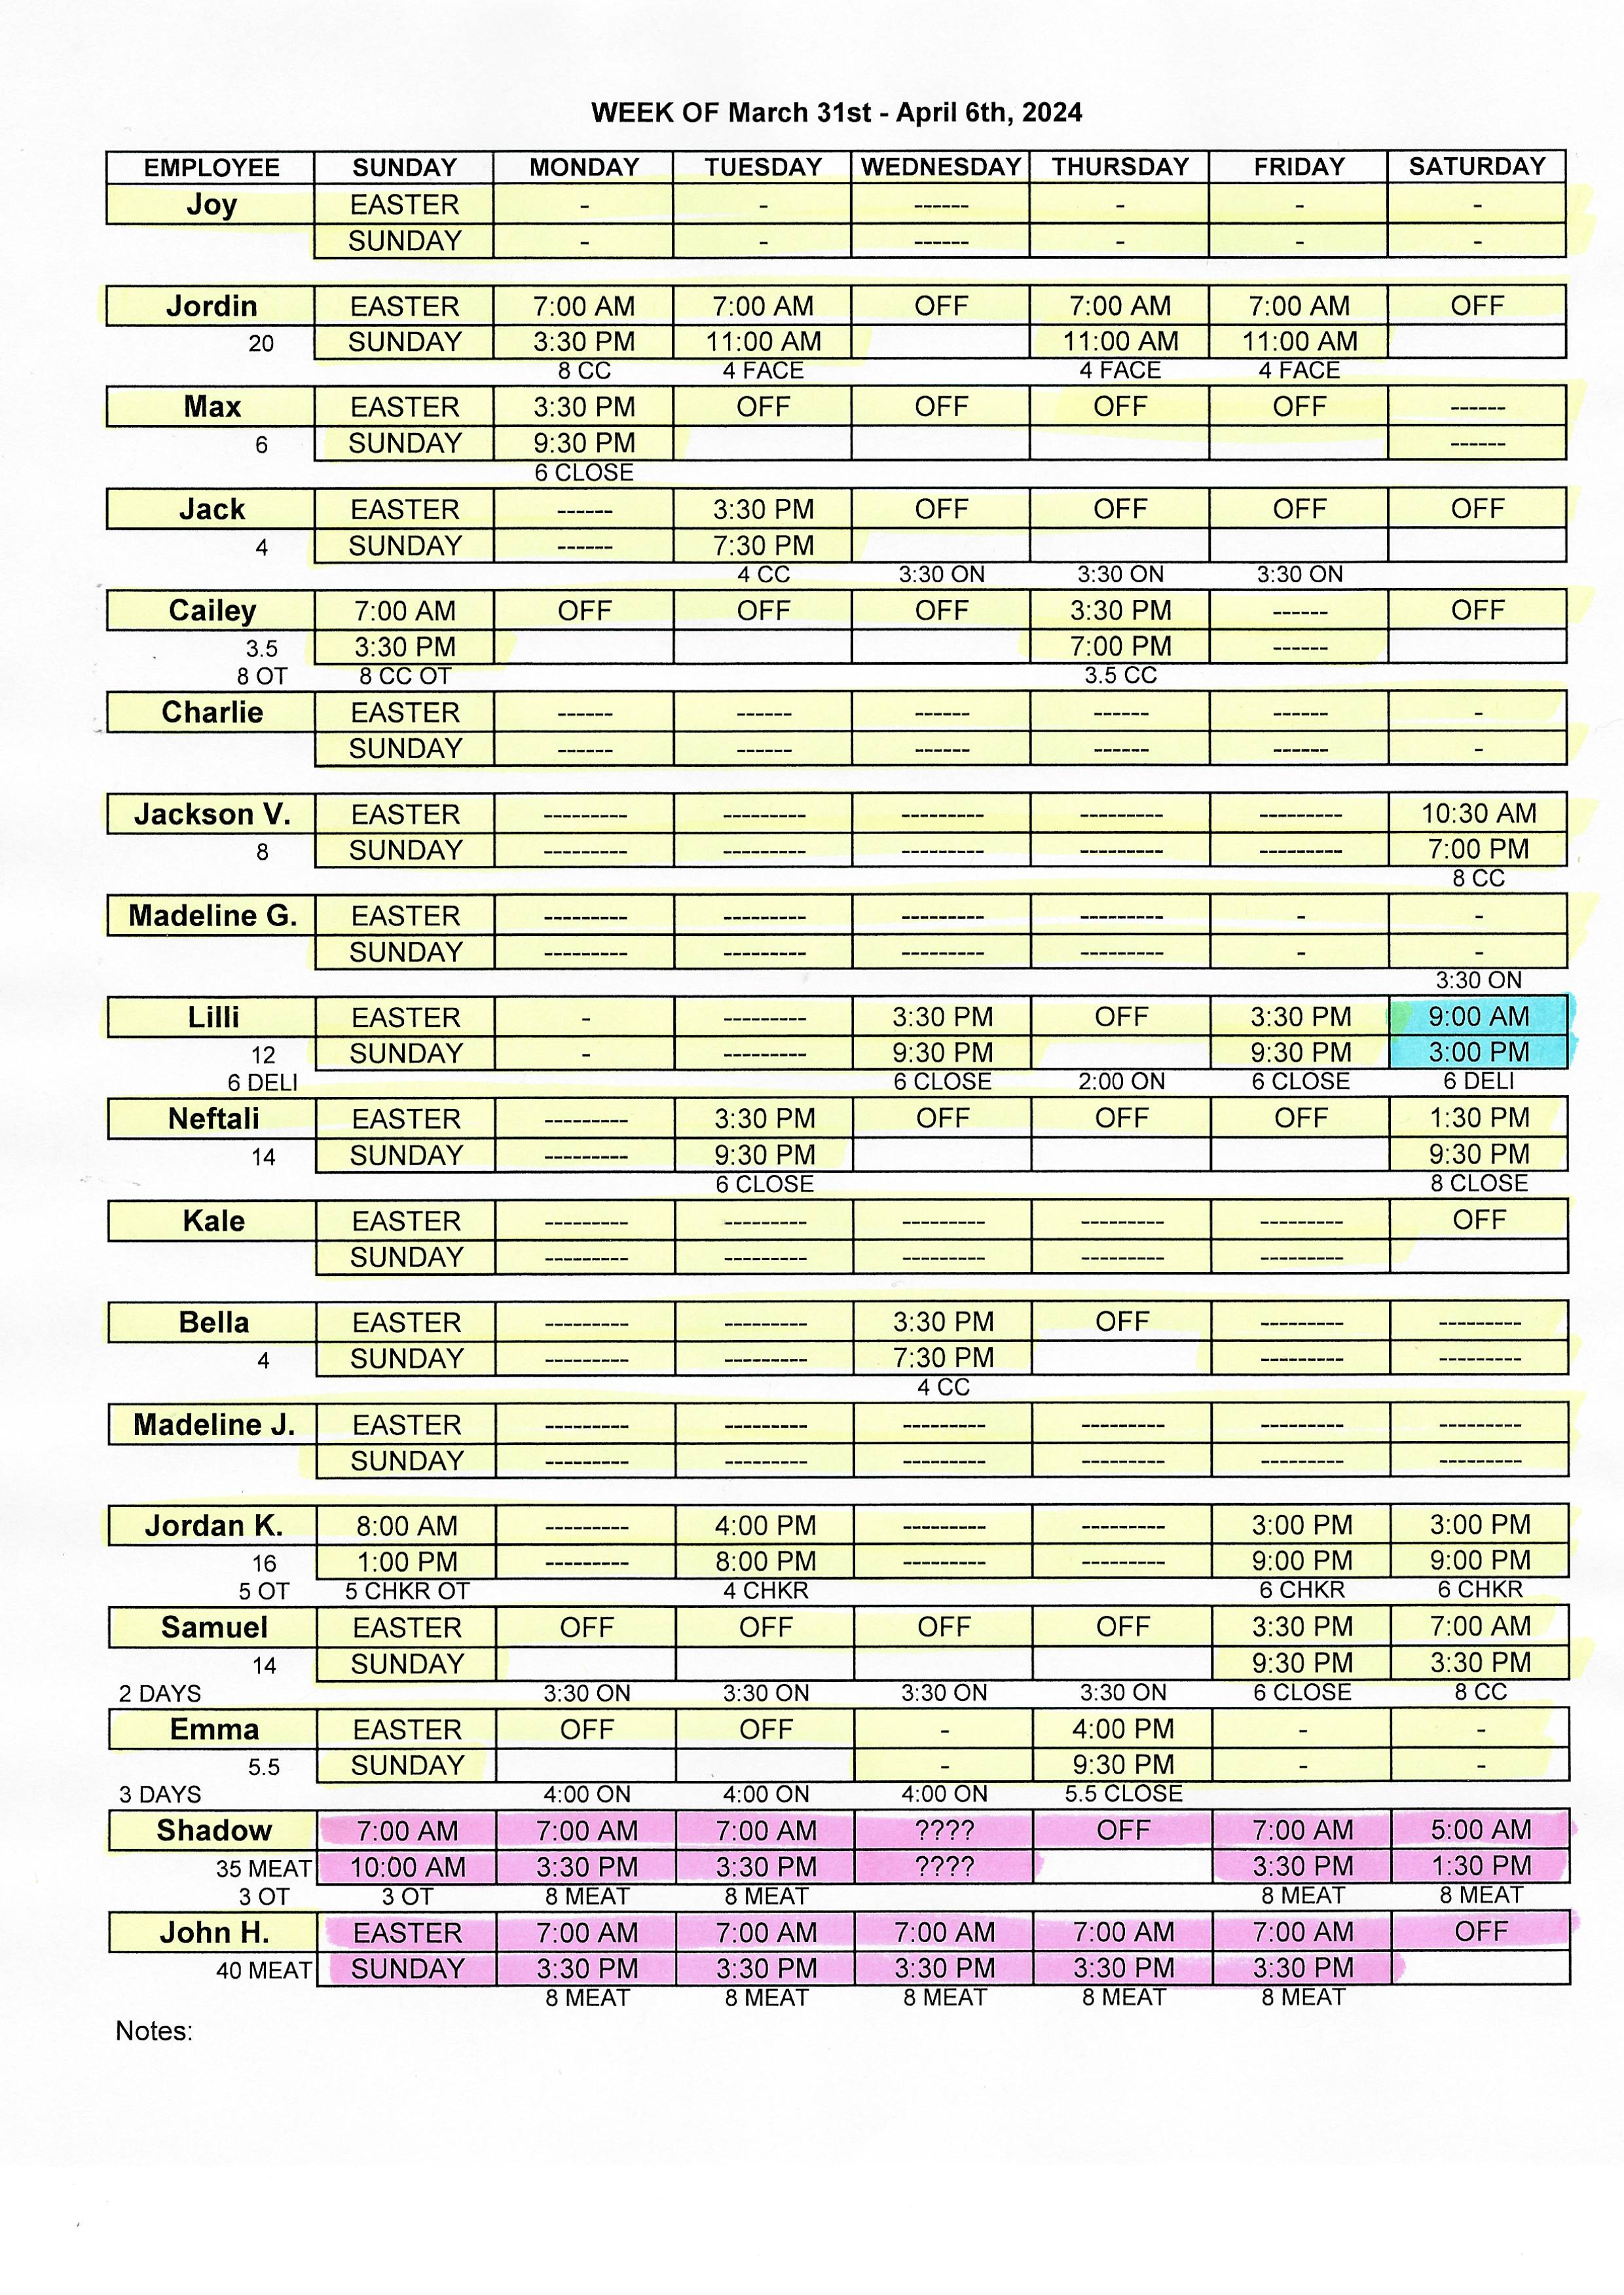 WEEK OF March 31st - April 6th, 2024
EMPLOYEE SUNDAY MONDAY TUESDAY WEDNESDAY THURSDAY FRIDAY SATURDAY
Joy EASTER - - ------ - - -
SUNDAY - - ------ - - -
Jordin EASTER 7:00 AM 7:00 AM OFF 7:00 AM 7:00 AM OFF
20 SUNDAY 3:30 PM 11:00 AM 11:00 AM 11:00 AM
8 CC 4 FACE 4 FACE 4 FACE
Max EASTER 3:30 PM OFF OFF OFF OFF ------
6 SUNDAY 9:30 PM ------
6 CLOSE
Jack EASTER ------ 3:30 PM OFF OFF OFF OFF
4 SUNDAY ------ 7:30 PM
4 CC 3:30 ON 3:30 ON 3:30 ON
Cailey 7:00 AM OFF OFF OFF 3:30 PM ------ OFF
3.5 3:30 PM 7:00 PM ------
8 OT 8 CC OT 3.5 CC
Charlie EASTER ------ ------ ------ ------ ------ -
SUNDAY ------ ------ ------ ------ ------ -
Jackson V. EASTER --------- --------- --------- --------- --------- 10:30 AM
8 SUNDAY --------- --------- --------- --------- --------- 7:00 PM
8 CC
Madeline G. EASTER --------- --------- --------- --------- - -
SUNDAY --------- --------- --------- --------- - -
3:30 ON
Lilli EASTER - --------- 3:30 PM OFF 3:30 PM 9:00 AM
12 SUNDAY - --------- 9:30 PM 9:30 PM 3:00 PM
6 DELI 6 CLOSE 2:00 ON 6 CLOSE 6 DELI
Neftali EASTER --------- 3:30 PM OFF OFF OFF 1:30 PM
14 SUNDAY --------- 9:30 PM 9:30 PM
6 CLOSE 8 CLOSE
Kale EASTER --------- --------- --------- --------- --------- OFF
SUNDAY --------- --------- --------- --------- ---------
Bella EASTER --------- --------- 3:30 PM OFF --------- ---------
4 SUNDAY --------- --------- 7:30 PM --------- ---------
4 CC
Madeline J. EASTER --------- --------- --------- --------- --------- ---------
SUNDAY --------- --------- --------- --------- --------- ---------
Jordan K. 8:00 AM --------- 4:00 PM --------- --------- 3:00 PM 3:00 PM
16 1:00 PM --------- 8:00 PM --------- --------- 9:00 PM 9:00 PM
5 OT 5 CHKR OT 4 CHKR 6 CHKR 6 CHKR
Samuel EASTER OFF OFF OFF OFF 3:30 PM 7:00 AM
14 SUNDAY 9:30 PM 3:30 PM
2 DAYS 3:30 ON 3:30 ON 3:30 ON 3:30 ON 6 CLOSE 8 CC
Emma EASTER OFF OFF - 4:00 PM - -
5.5 SUNDAY - 9:30 PM - -
3 DAYS 4:00 ON 4:00 ON 4:00 ON 5.5 CLOSE
Shadow 7:00 AM 7:00 AM 7:00 AM ???? OFF 7:00 AM 5:00 AM
35 MEAT 10:00 AM 3:30 PM 3:30 PM ???? 3:30 PM 1:30 PM
3 OT 3 OT 8 MEAT 8 MEAT 8 MEAT 8 MEAT
John H. EASTER 7:00 AM 7:00 AM 7:00 AM 7:00 AM 7:00 AM OFF
40 MEAT SUNDAY 3:30 PM 3:30 PM 3:30 PM 3:30 PM 3:30 PM
8 MEAT 8 MEAT 8 MEAT 8 MEAT 8 MEAT
Notes: